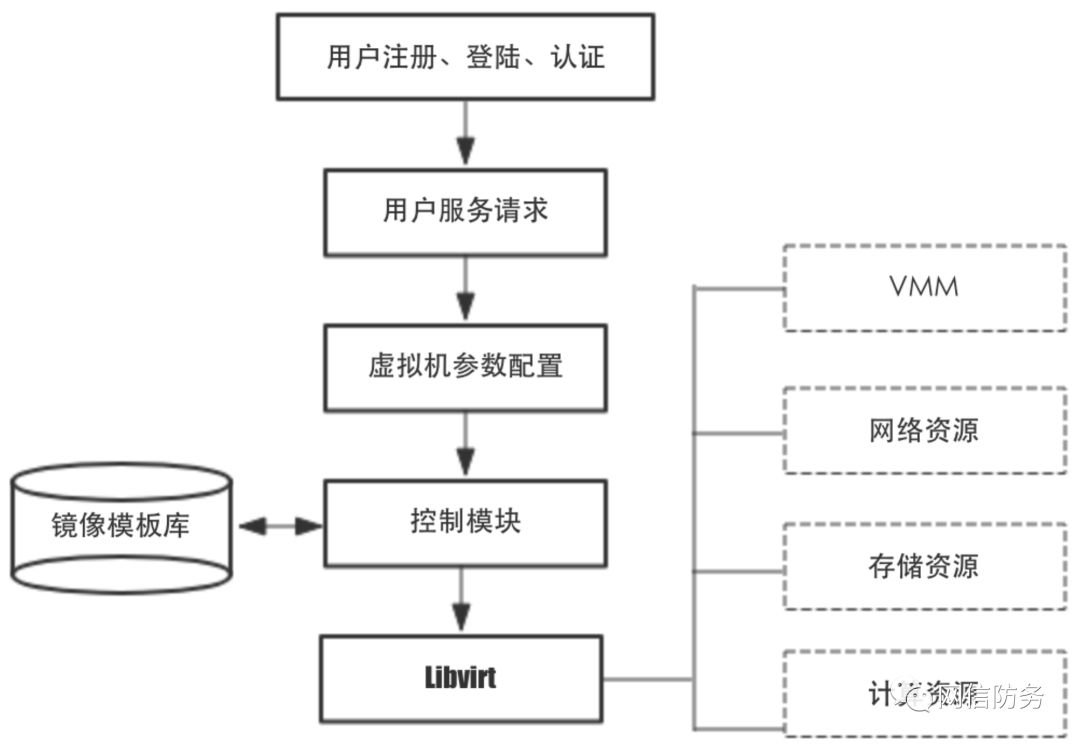 用户注册、登陆、认证
用户服务请求
虚拟机参数配置
镜像模板库
控制模块
Libvirt
VMM
网络资源
存储资源
计算资源
网信防务